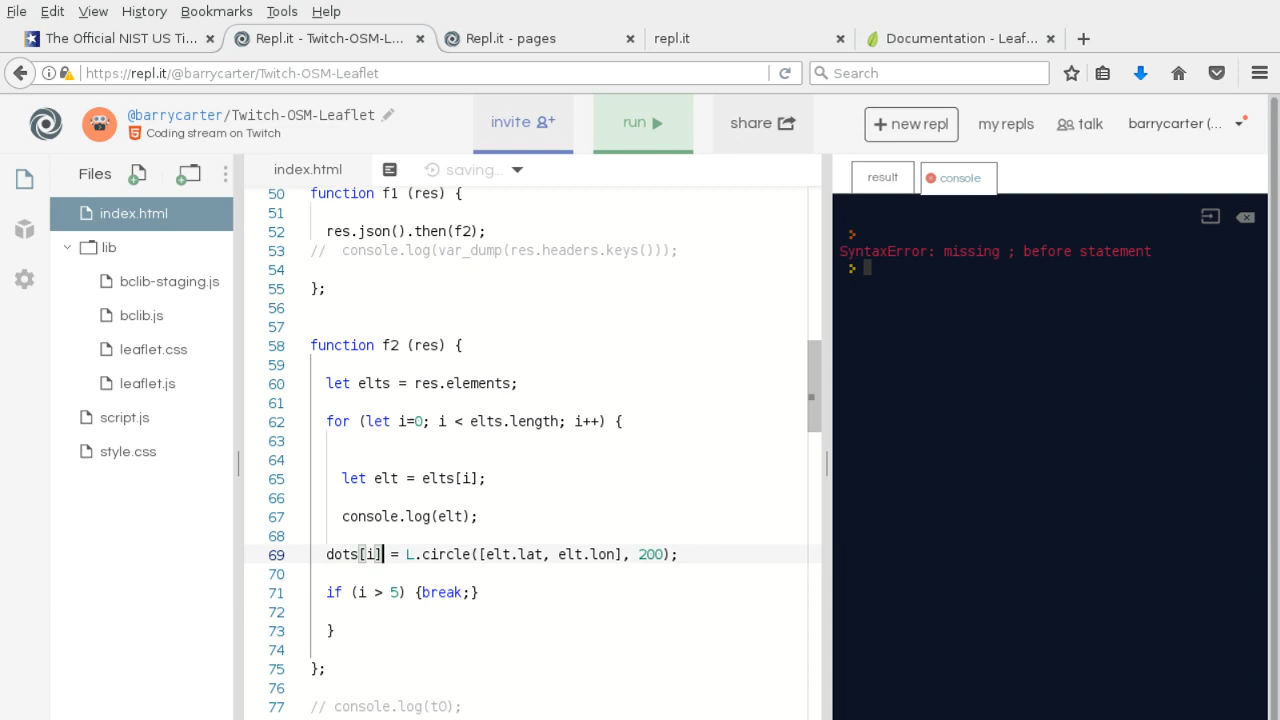 File Edit View History Bookmarks Tools Help
The Official NIST US Ti... Repl.it - Twitch-OSM-L... Repl.it - pages repl.it Documentation - Leaf...
https://repl.it/@barrycarter/Twitch-OSM-Leaflet Search
@barrycarter/Twitch-OSM-Leaflet
Coding stream on Twitch
invite run share + new repl my repls talk barrycarter (...
Files index.html saving... result console
index.html
lib
bclib-staging.js
bclib.js
leaflet.css
leaflet.js
script.js
style.css
50 function f1 (res) {
51
52 res.json().then(f2);
53 // console.log(var_dump(res.headers.keys()));
54
55 };
56
57
58 function f2 (res) {
59
60 let elts = res.elements;
61
62 for (let i=0; i < elts.length; i++) {
63
64
65 let elt = elts[i];
66
67 console.log(elt);
68
69 dots[i] = L.circle([elt.lat, elt.lon], 200);
70
71 if (i > 5) {break;}
72
73 }
74
75 };
76
77 // console.log(t0);
SyntaxError: missing ; before statement